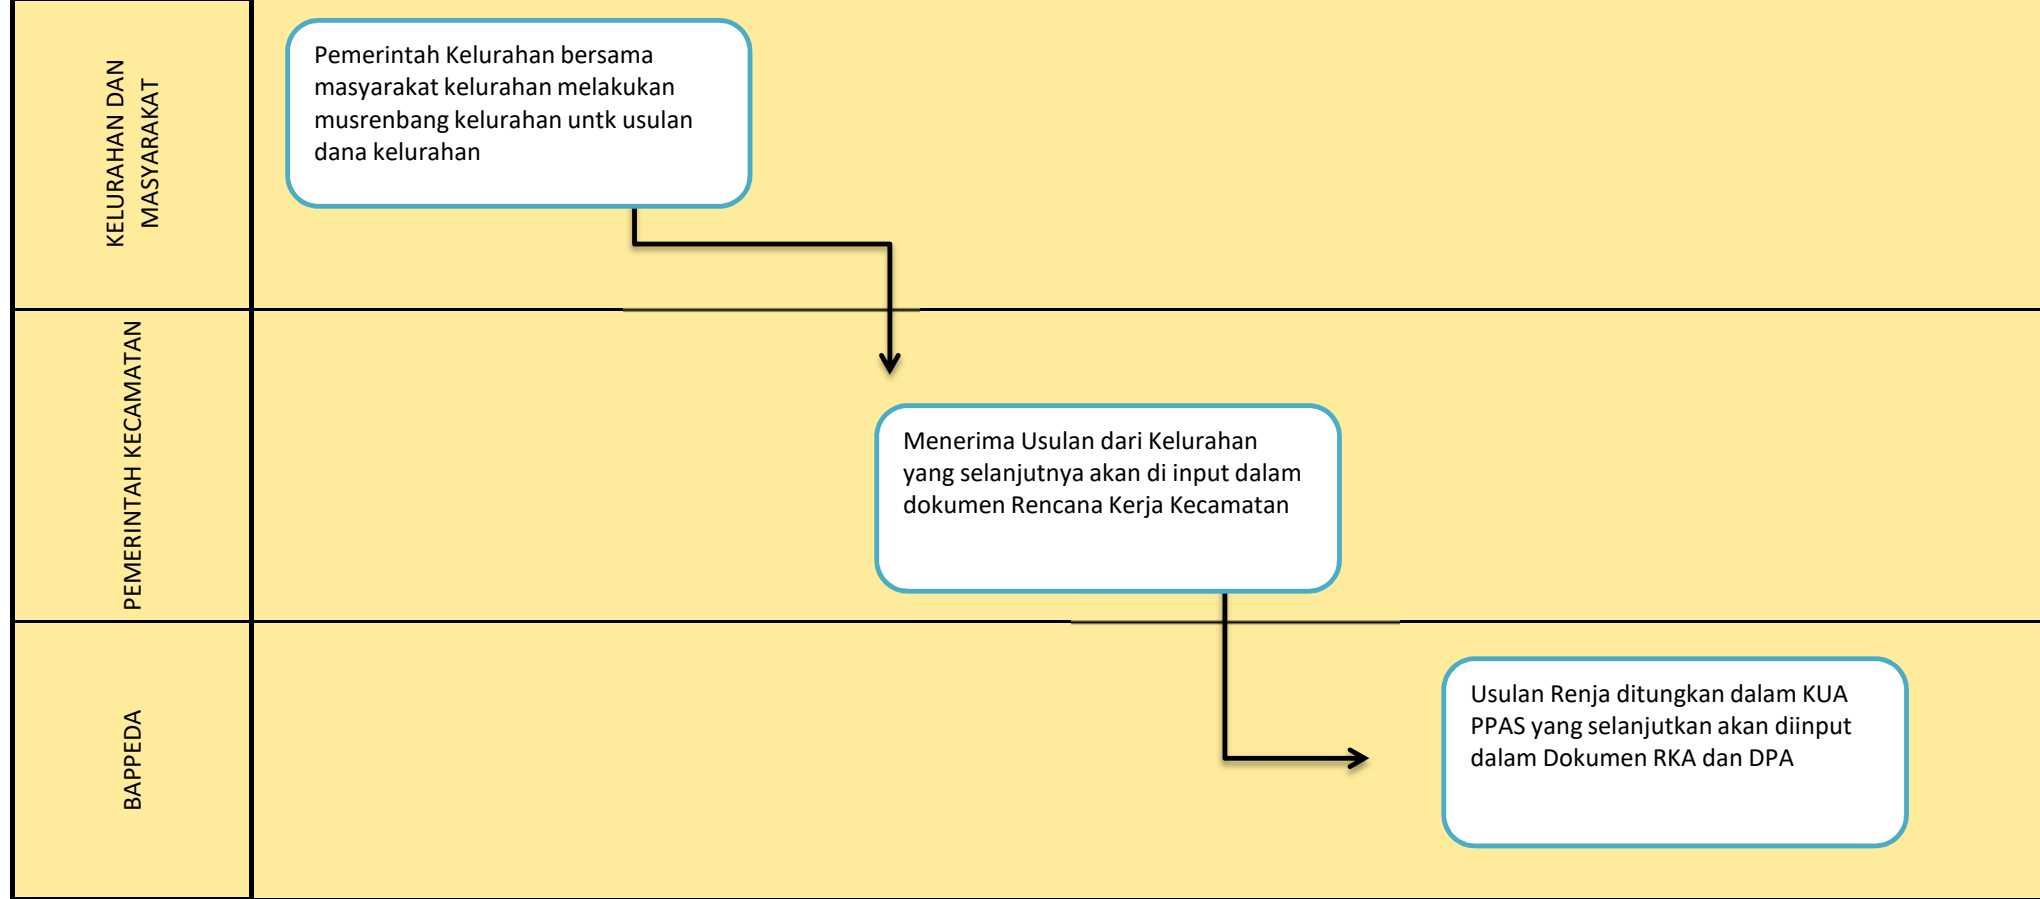 KELURAHAN DAN
MASYARAKAT
Pemerintah Kelurahan bersama
masyarakat kelurahan melakukan
musrenbang kelurahan untk usulan
dana kelurahan
PEMERINTAH KECAMATAN
Menerima Usulan dari Kelurahan
yang selanjutnya akan di input dalam
dokumen Rencana Kerja Kecamatan
BAPPEDA
Usulan Renja ditungkan dalam KUA
PPAS yang selanjutkan akan diinput
dalam Dokumen RKA dan DPA